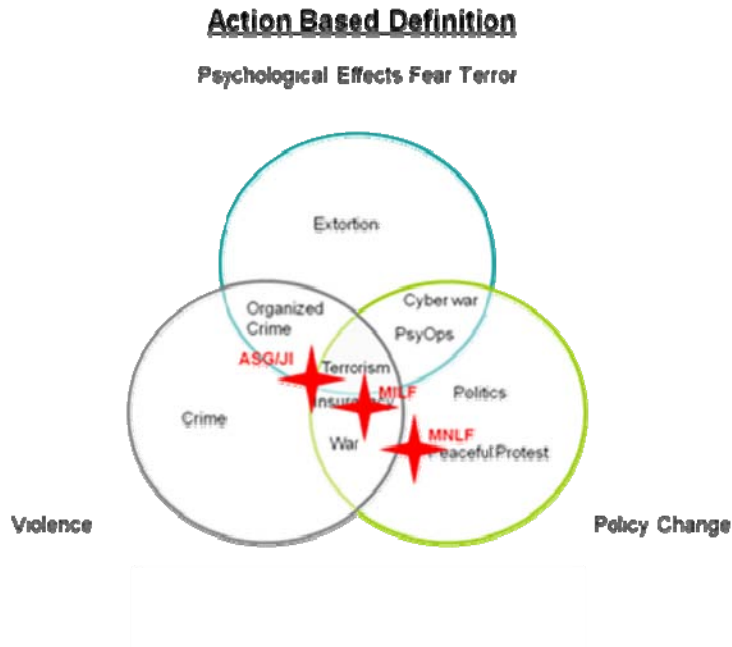 Action Based Definition
Psychological Effects Fear Terror
Extortion
Organized
Crime
Cyber war
PsyOps
ASG/JI
Terrorism
MILF
Politics
Crime
War
MNLF
Protest
Violence
Policy Change